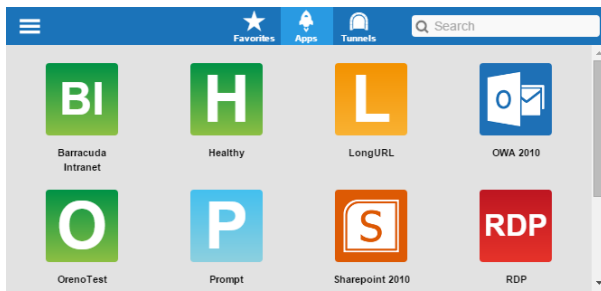 Favorites Apps Tunnels Search
BI H L O
Barracuda Intranet Healthy LongURL OWA 2010
O P S RDP
OrenoTest Prompt Sharepoint 2010 RDP